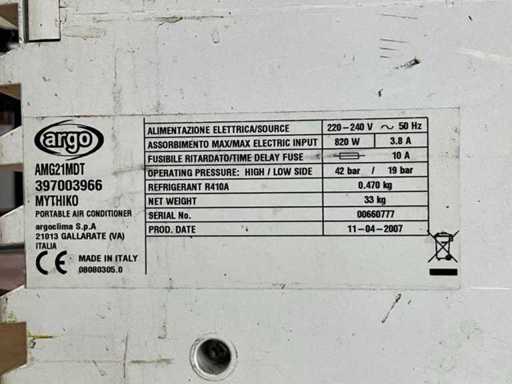 argo
AMG21MDT
397003966
MYTHIKO
PORTABLE AIR CONDITIONER
argoclima S.p.A
21013 GALLARATE (VA)
ITALIA
CE MADE IN ITALY
08080305.0
ALIMENTAZIONE ELETTRICA/SOURCE 220-240 V ~ 50 Hz
ASSORBIMENTO MAX/MAX ELECTRIC INPUT 820 W 3.8 A
FUSIBILE RITARDATO/TIME DELAY FUSE 10 A
OPERATING PRESSURE: HIGH / LOW SIDE 42 bar / 19 bar
REFRIGERANT R410A 0.470 kg
NET WEIGHT 33 kg
SERIAL No. 00660777
PROD. DATE 11-04-2007